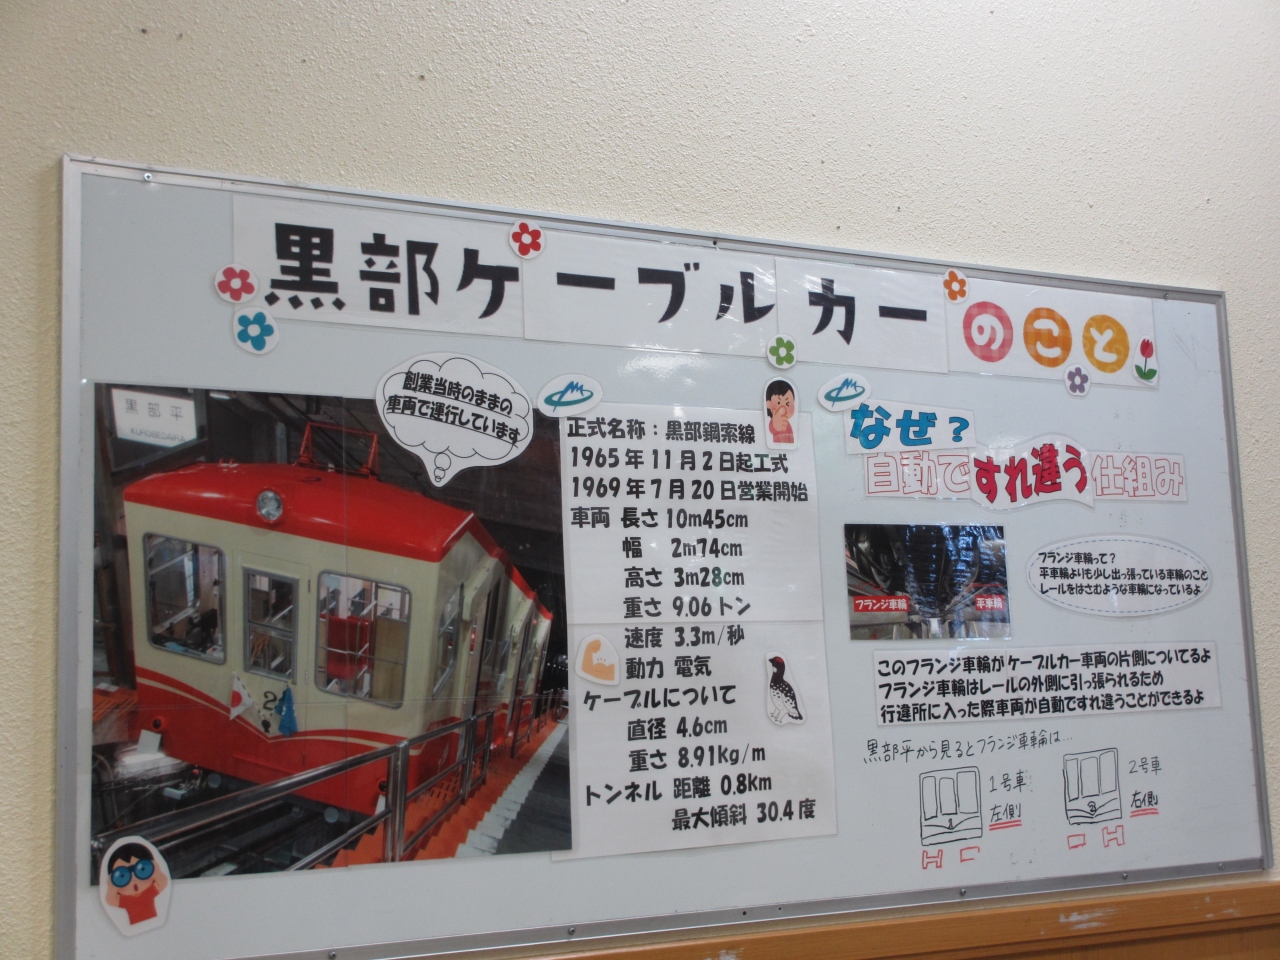 黒部ケーブルカーのこと
黒部平
KUROBEDAIRA
創業当時のままの
車両で運行しています
2
2
正式名称：黒部鋼索線
1965年11月2日起工式
1969年7月20日営業開始
車両 長さ 10m45cm
幅 2m74cm
高さ 3m28cm
重さ 9.06トン
速度 3.3m/秒
動力 電気
ケーブルについて
直径 4.6cm
重さ 8.91kg/m
トンネル 距離 0.8km
最大傾斜 30.4度
なぜ？
自動ですれ違う仕組み
フランジ車輪
平車輪
フランジ車輪って？
平車輪よりも少し出っ張っている車輪のこと
レールをはさむような車輪になっているよ
このフランジ車輪がケーブルカー車両の片側についてるよ
フランジ車輪はレールの外側に引っ張られるため
行違所に入った際車両が自動ですれ違うことができるよ
黒部平から見るとフランジ車輪は…
1号車
左側
1
2号車
右側
2